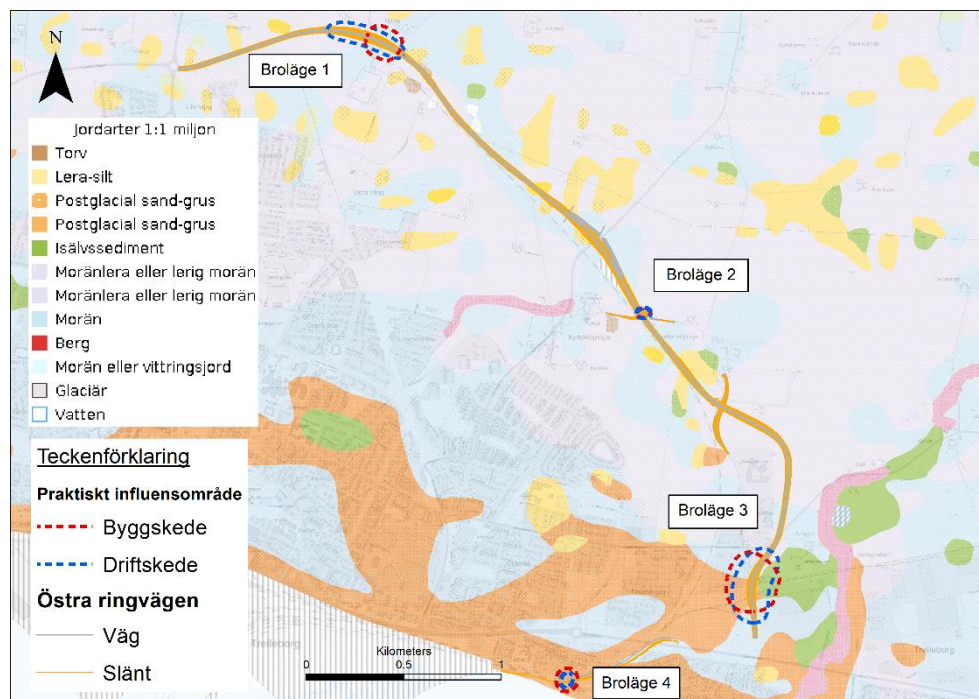 N
Broläge 1
Jordarter 1:1 miljon
Torv
Lera-silt
Postglacial sand-grus
Postglacial sand-grus
Isälvssediment
Moränlera eller lerig morän
Moränlera eller lerig morän
Morän
Berg
Morän eller vittringsjord
Glaciär
Vatten
Broläge 2
Teckenförklaring
Praktiskt influensområde
Byggskede
Driftskede
Östra ringvägen
Väg
Slänt
Broläge 3
Trelleborg
Trelleborg
Kilometers
0 0.5 1
Broläge 4